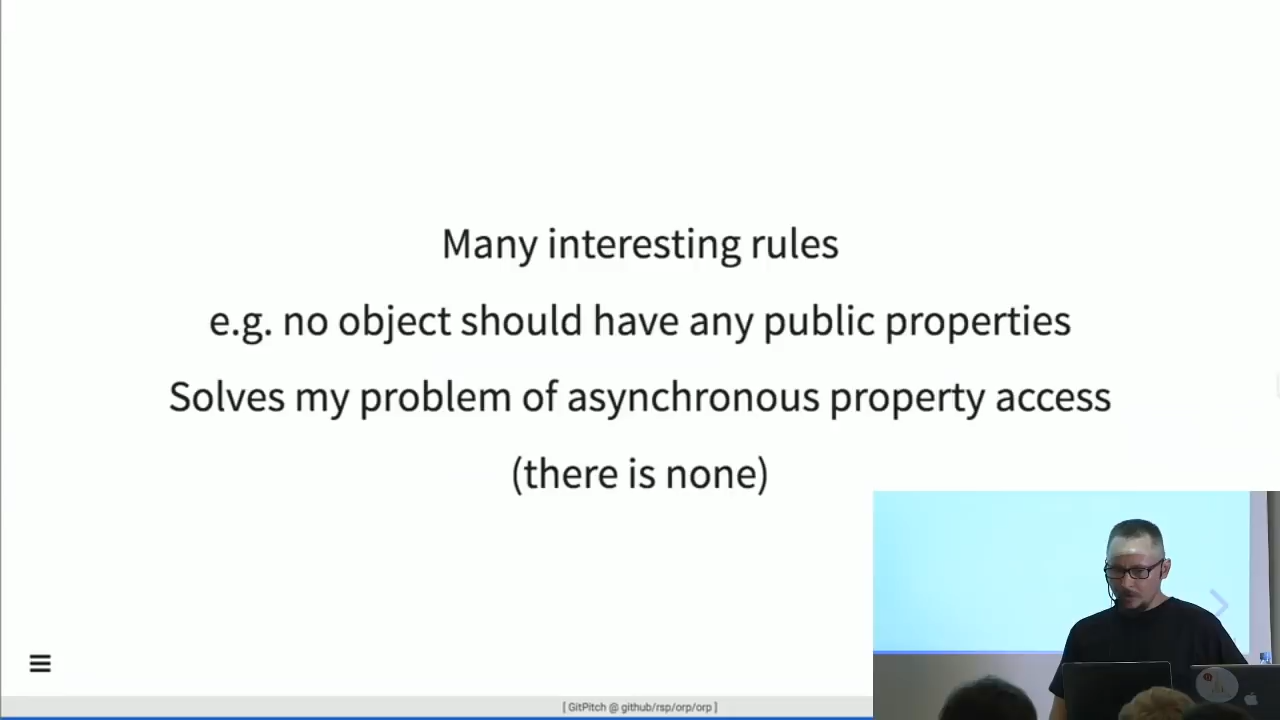 Many interesting rules
e.g. no object should have any public properties
Solves my problem of asynchronous property access
(there is none)
[ GitPitch @ github/rsp/orp/orp ]